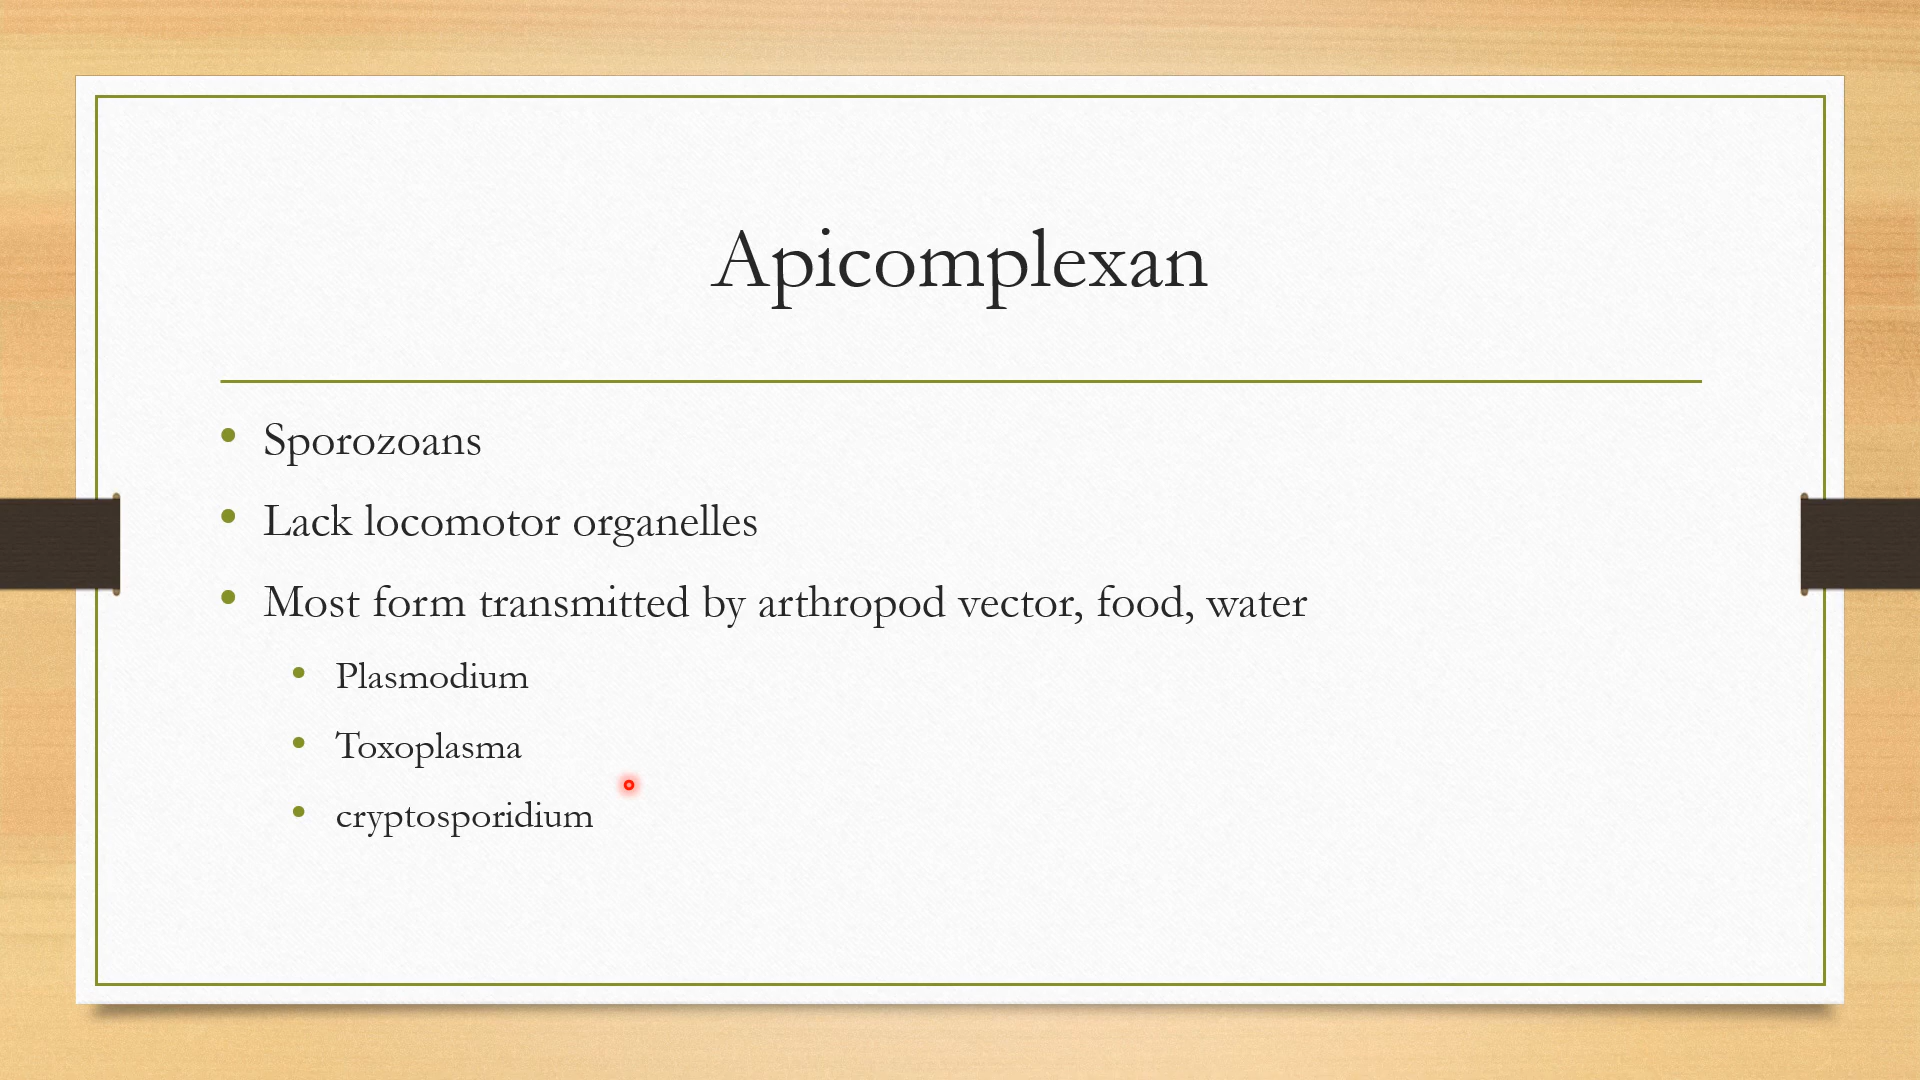 Apicomplexan
Sporozoans
Lack locomotor organelles
Most form transmitted by arthropod vector, food, water
Plasmodium
Toxoplasma
cryptosporidium